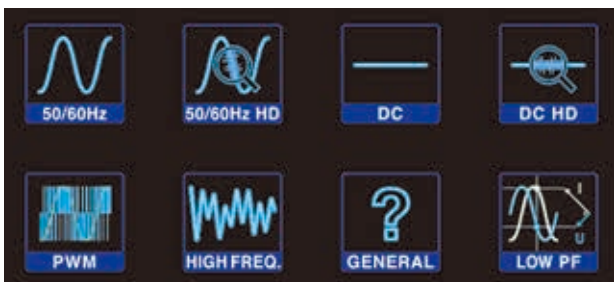 50/60Hz
50/60Hz HD
DC
DC HD
PWM
HIGH FREQ.
?
GENERAL
I
U
LOW PF